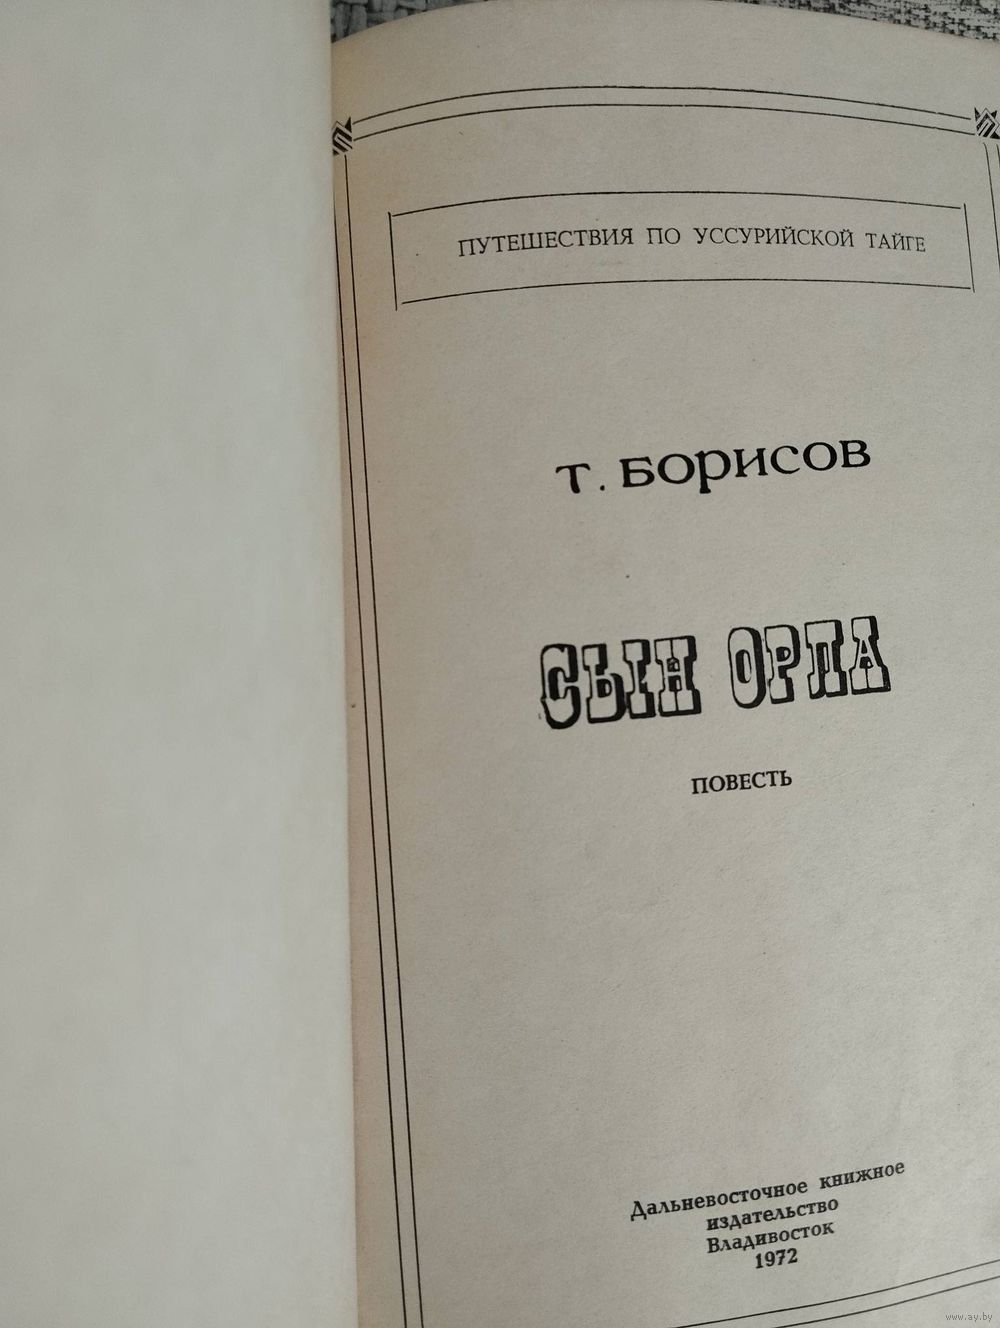 ПУТЕШЕСТВИЯ ПО УССУРИЙСКОЙ ТАЙГЕ
Т. БОРИСОВ
СЫН ОРЛА
ПОВЕСТЬ
Дальневосточное книжное
издательство
Владивосток
1972
www.ay.by